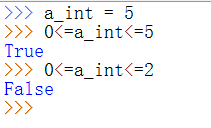 >>> a_int = 5
>>> 0<=a_int<=5
True
>>> 0<=a_int<=2
False
>>>